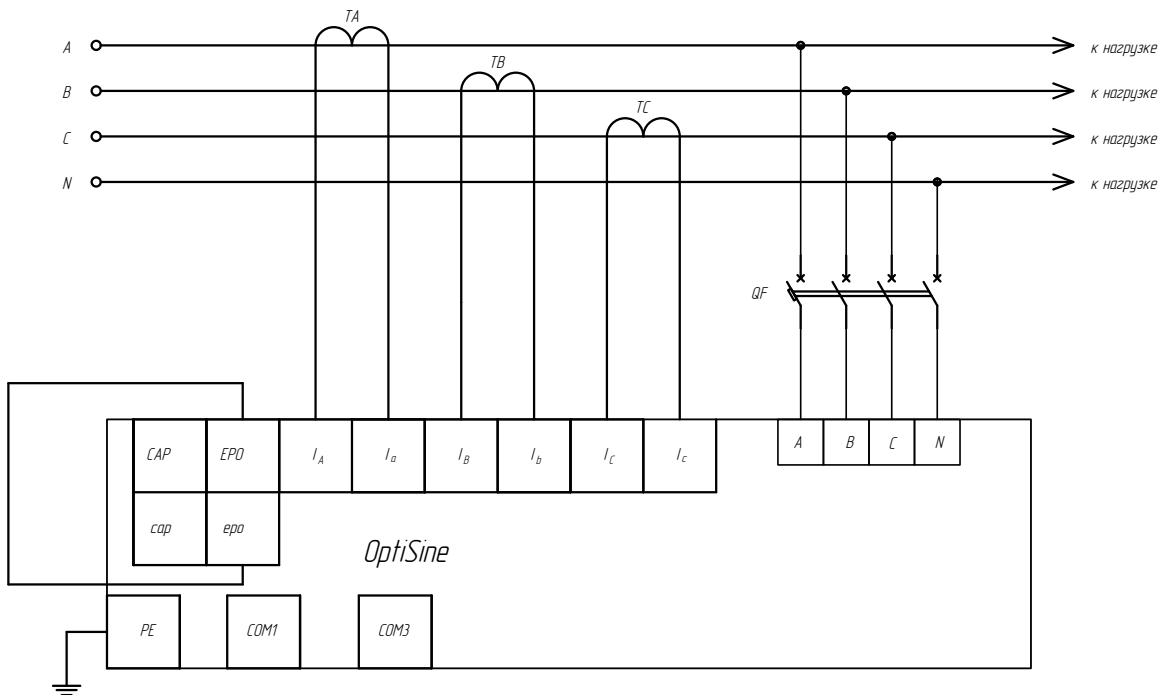 TA
A
к нагрузке
TB
B
к нагрузке
TC
C
к нагрузке
N
к нагрузке
QF
CAP
EPO
I_A
I_a
I_B
I_b
I_C
I_c
A
B
C
N
cap
epo
OptiSine
PE
COM1
COM3